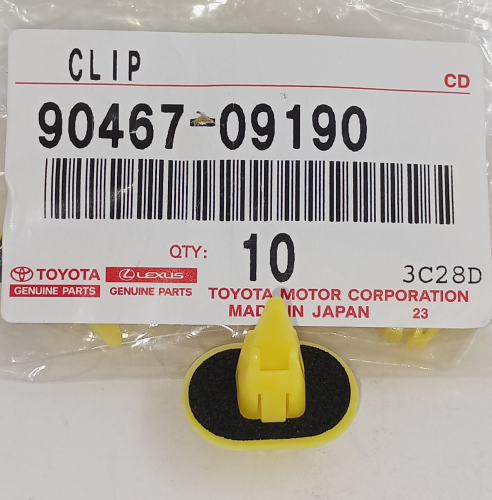 CLIP
CD
90467-09190
QTY: 10
TOYOTA LEXUS 3C28D
GENUINE PARTS GENUINE PARTS TOYOTA MOTOR CORPORATION
MADE IN JAPAN 23